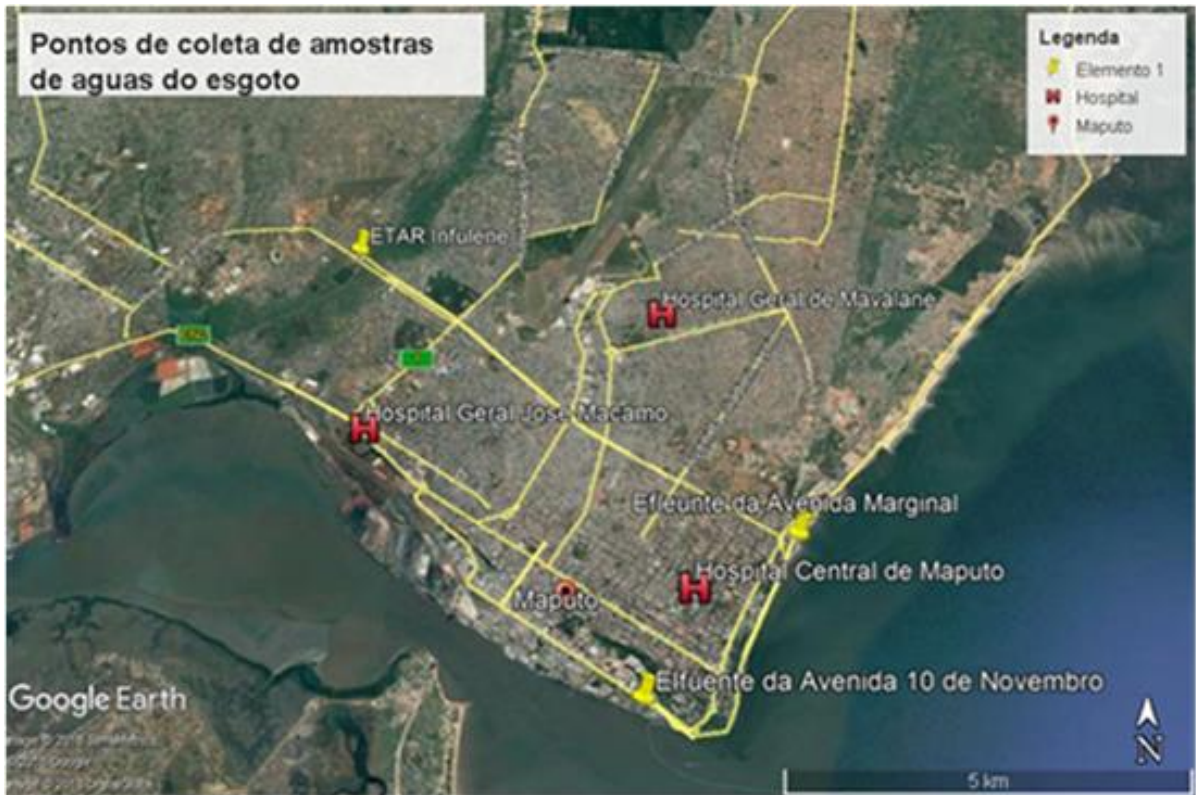 Pontos de coleta de amostras
de aguas do esgoto
Legenda
Elemento 1
Hospital
Maputo
ETAR Infulene
Hospital Geral de Mavalane
Hospital Geral José Macamo
Efleunte da Avenida Marginal
Hospital Central de Maputo
Maputo
Elfuente da Avenida 10 de Novembro
Google Earth
N
5 km